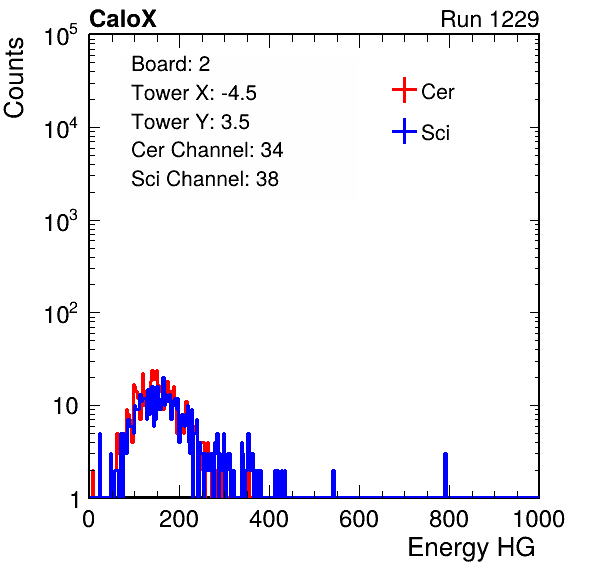 CaloX Run 1229
Board: 2
Tower X: -4.5
Tower Y: 3.5
Cer Channel: 34
Sci Channel: 38
Cer
Sci
Counts
10^5
10^4
10^3
10^2
10
1
0 200 400 600 800 1000
Energy HG